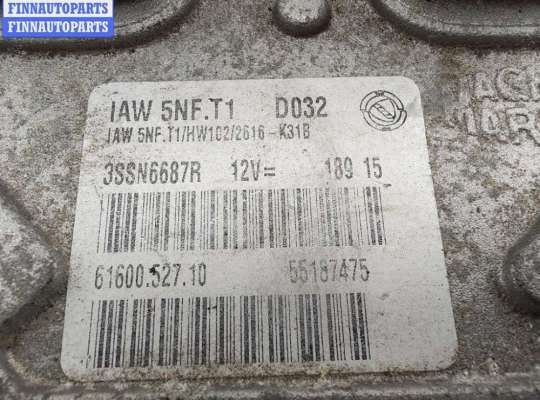 FINNAUTOPARTS
FINNAUTOPARTS
IAW 5NF.T1 D032
IAW 5NF.T1/HW102/2616-K31B
3SSN6687R 12V= 189 15
61600.527.10 55187475